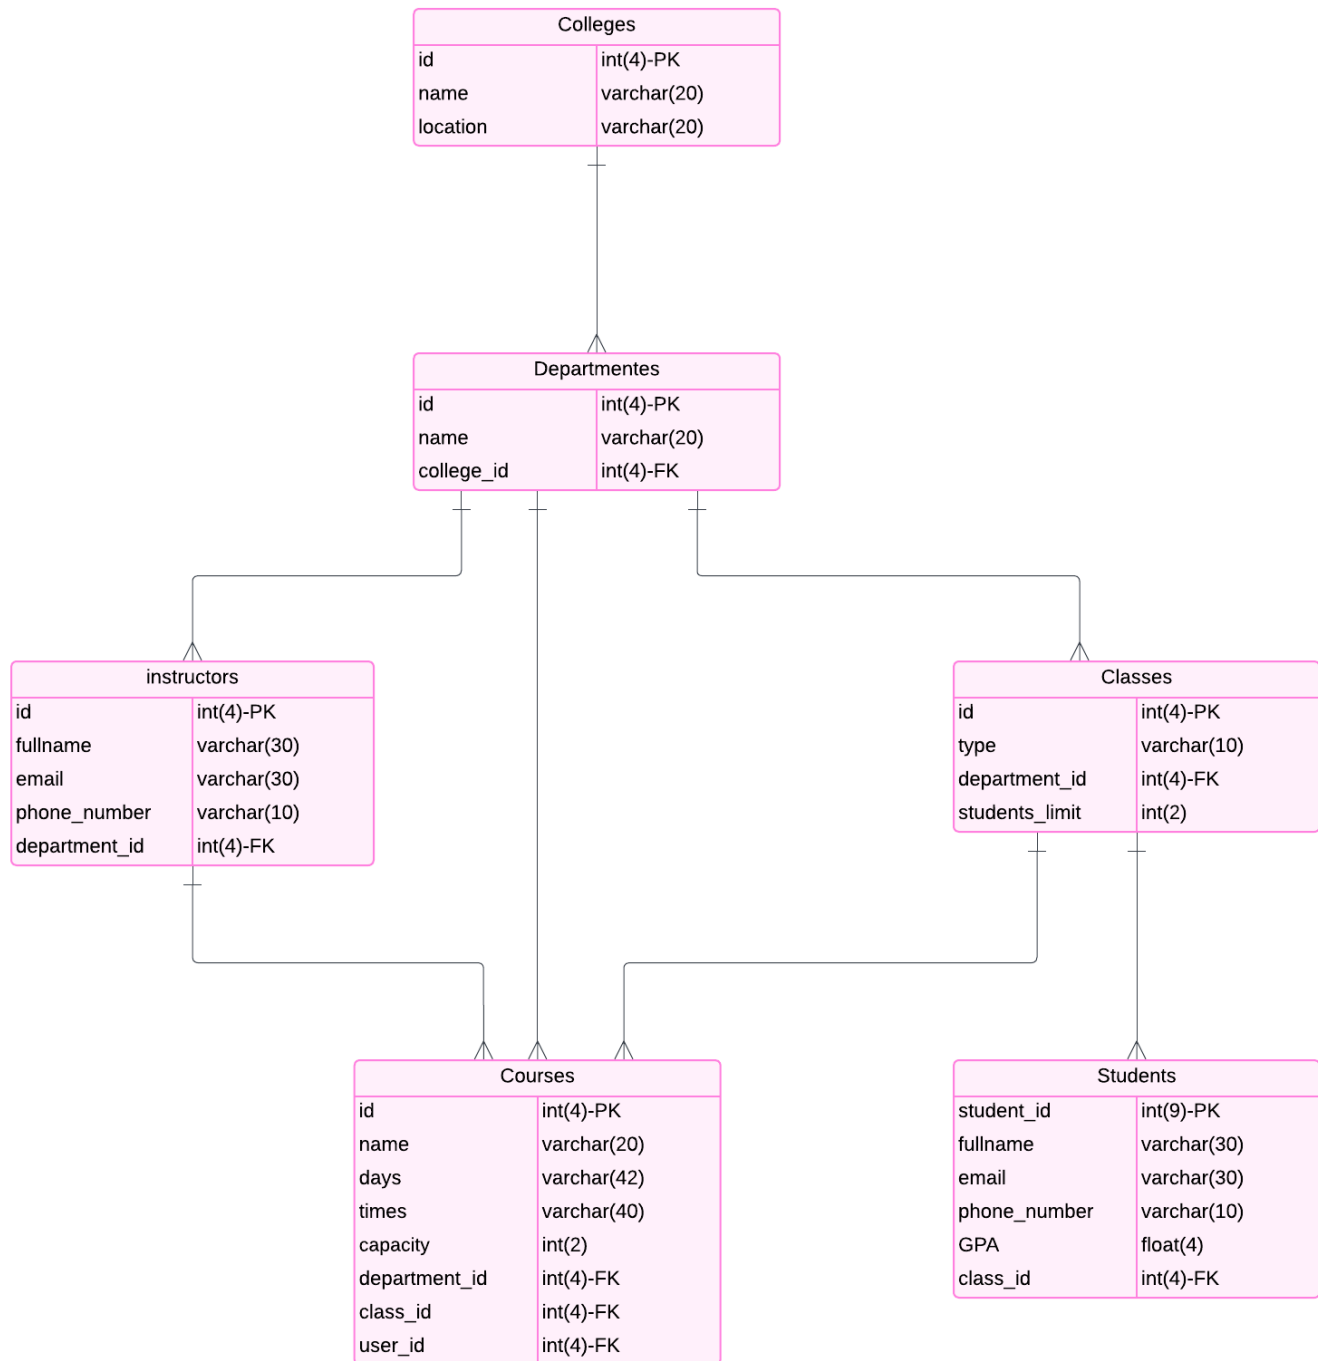 Colleges
id int(4)-PK
name varchar(20)
location varchar(20)
Departmentes
id int(4)-PK
name varchar(20)
college_id int(4)-FK
instructors
id int(4)-PK
fullname varchar(30)
email varchar(30)
phone_number varchar(10)
department_id int(4)-FK
Classes
id int(4)-PK
type varchar(10)
department_id int(4)-FK
students_limit int(2)
Courses
id int(4)-PK
name varchar(20)
days varchar(42)
times varchar(40)
capacity int(2)
department_id int(4)-FK
class_id int(4)-FK
user_id int(4)-FK
Students
student_id int(9)-PK
fullname varchar(30)
email varchar(30)
phone_number varchar(10)
GPA float(4)
class_id int(4)-FK